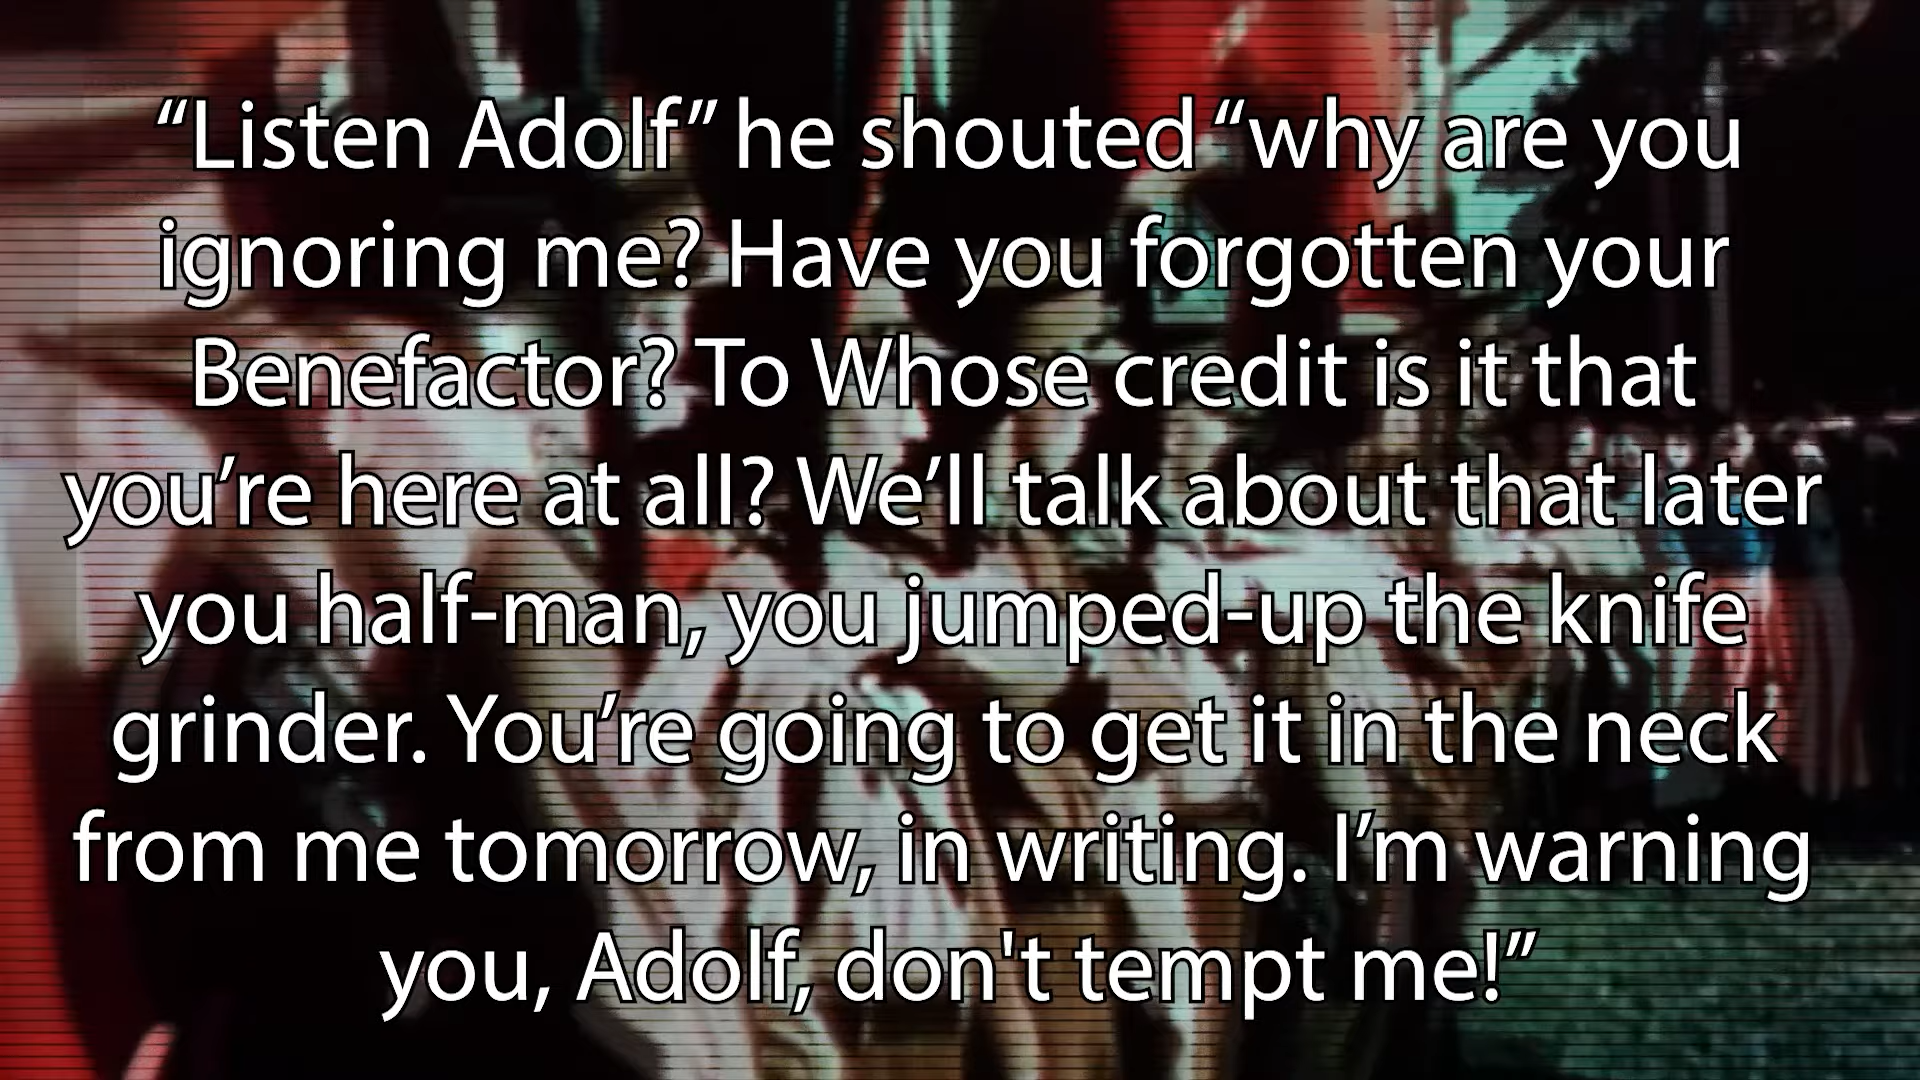 “Listen Adolf” he shouted “why are you
ignoring me? Have you forgotten your
Benefactor? To Whose credit is it that
you’re here at all? We’ll talk about that later
you half-man, you jumped-up the knife
grinder. You’re going to get it in the neck
from me tomorrow, in writing. I’m warning
you, Adolf, don't tempt me!”